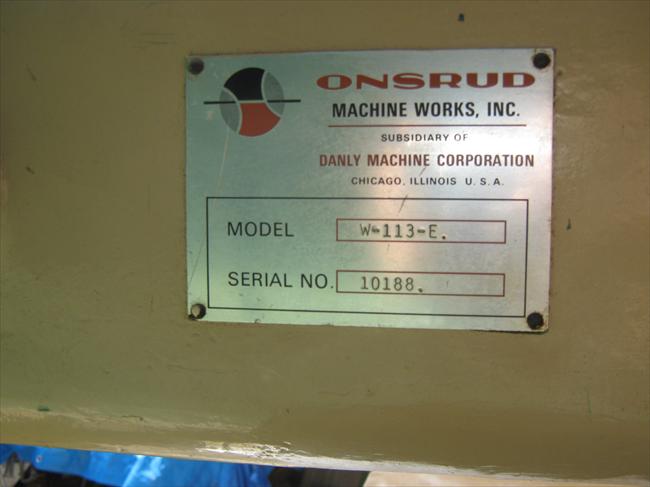 ONSRUD
MACHINE WORKS, INC.
SUBSIDIARY OF
DANLY MACHINE CORPORATION
CHICAGO, ILLINOIS U. S. A.
MODEL W-113-E.
SERIAL NO. 10188.